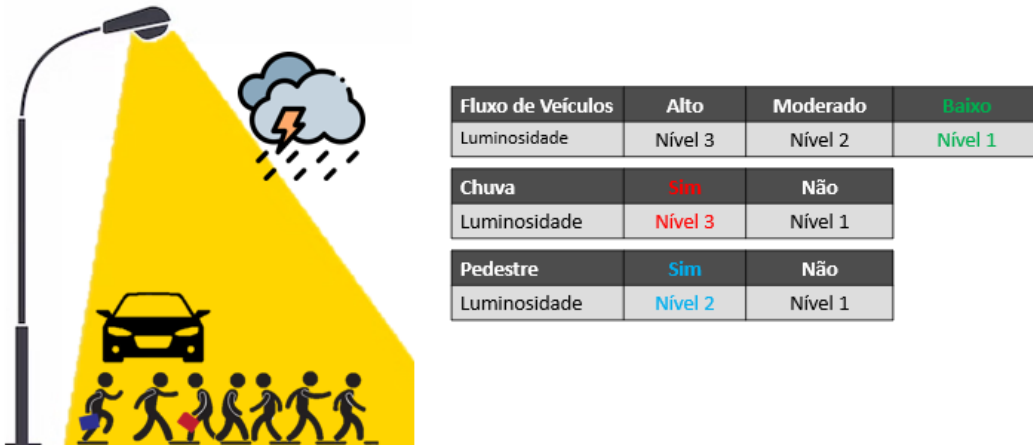 Fluxo de Veículos Alto Moderado Baixo
Luminosidade Nível 3 Nível 2 Nível 1
Chuva Sim Não
Luminosidade Nível 3 Nível 1
Pedestre Sim Não
Luminosidade Nível 2 Nível 1